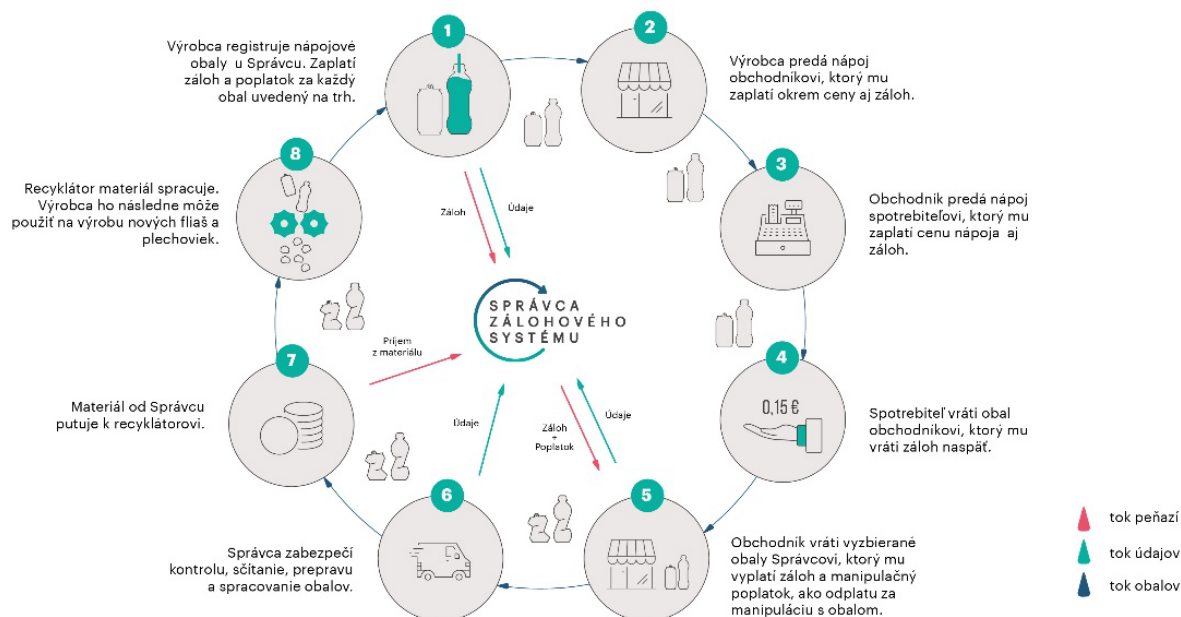 1
Výrobca registruje nápojové
obaly u Správcu. Zaplatí
záloh a poplatok za každý
obal uvedený na trh.
2
Výrobca predá nápoj
obchodníkovi, ktorý mu
zaplatí okrem ceny aj záloh.
3
Obchodník predá nápoj
spotrebiteľovi, ktorý mu
zaplatí cenu nápoja aj
záloh.
4
0,15 €
Spotrebiteľ vráti obal
obchodníkovi, ktorý mu
vráti záloh naspäť.
5
Obchodník vráti vyzbierané
obaly Správcovi, ktorý mu
vyplatí záloh a manipulačný
poplatok, ako odplatu za
manipuláciu s obalom.
6
Správca zabezpečí
kontrolu, sčítanie, prepravu
a spracovanie obalov.
7
Materiál od Správcu
putuje k recyklátorovi.
8
Recyklátor materiál spracuje.
Výrobca ho následne môže
použiť na výrobu nových fliaš a
plechoviek.
Záloh
Údaje
SPRÁVCA
ZÁLOHOVÉHO
SYSTÉMU
Príjem
z materiálu
Údaje
Záloh
+
Poplatok
Údaje
tok peňazí
tok údajov
tok obalov